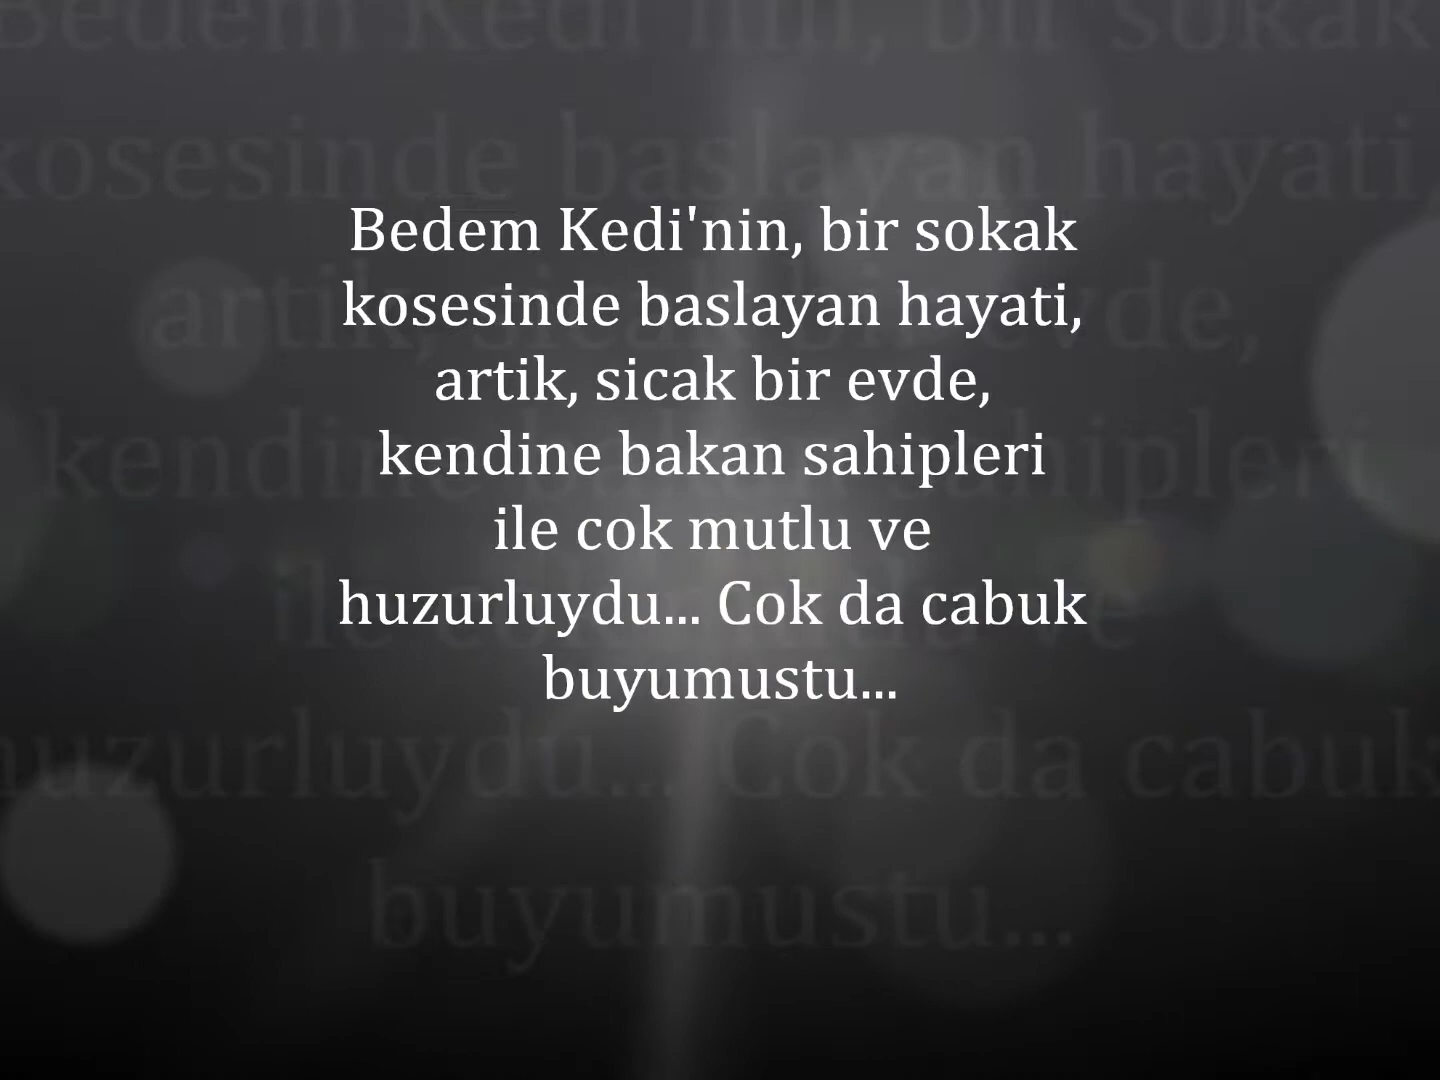 Bedem Kedi'nin, bir sokak
kosesinde baslayan hayati,
artik, sicak bir evde,
kendine bakan sahipleri
ile cok mutlu ve
huzurluydu... Cok da cabuk
buyumustu...